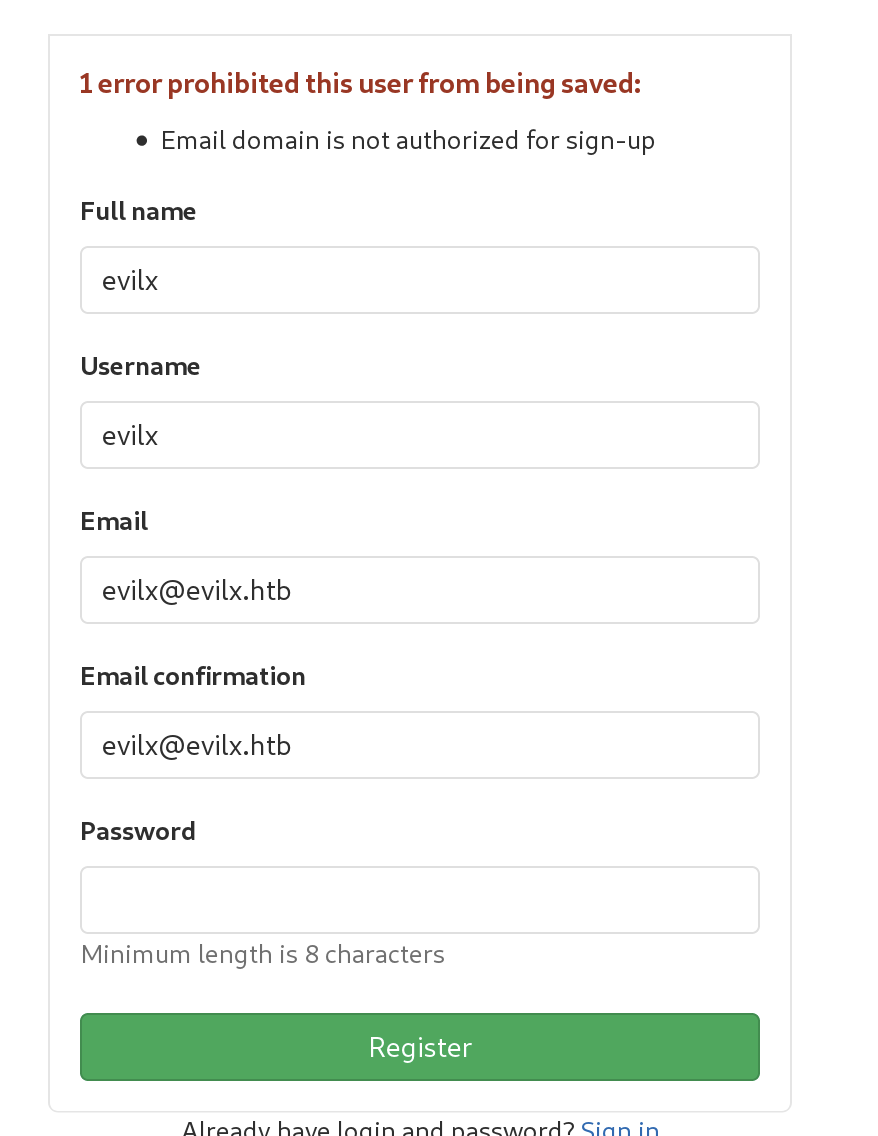 1 error prohibited this user from being saved:
Email domain is not authorized for sign-up
Full name
evilx
Username
evilx
Email
evilx@evilx.htb
Email confirmation
evilx@evilx.htb
Password
Minimum length is 8 characters
Register
Already have login and password? Sign in